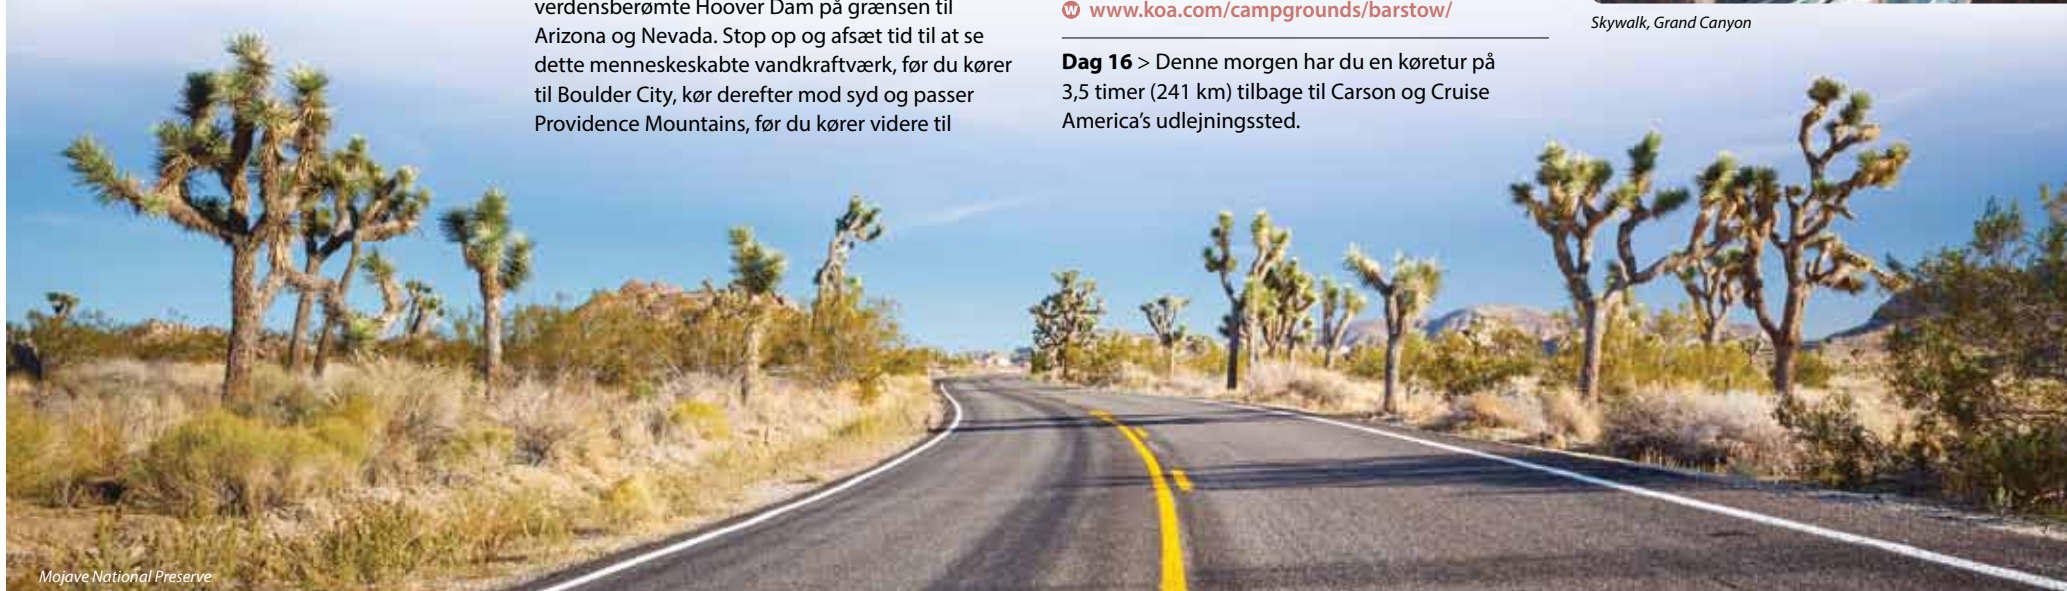 verdensberømte Hoover Dam på grænsen til
Arizona og Nevada. Stop op og afsæt tid til at se
dette menneskeskabte vandkraftværk, før du kører
til Boulder City, kør derefter mod syd og passer
Providence Mountains, før du kører videre til
W www.koa.com/campgrounds/barstow/
Dag 16 > Denne morgen har du en køretur på
3,5 timer (241 km) tilbage til Carson og Cruise
America's udlejningssted.
Skywalk, Grand Canyon
Mojave National Preserve